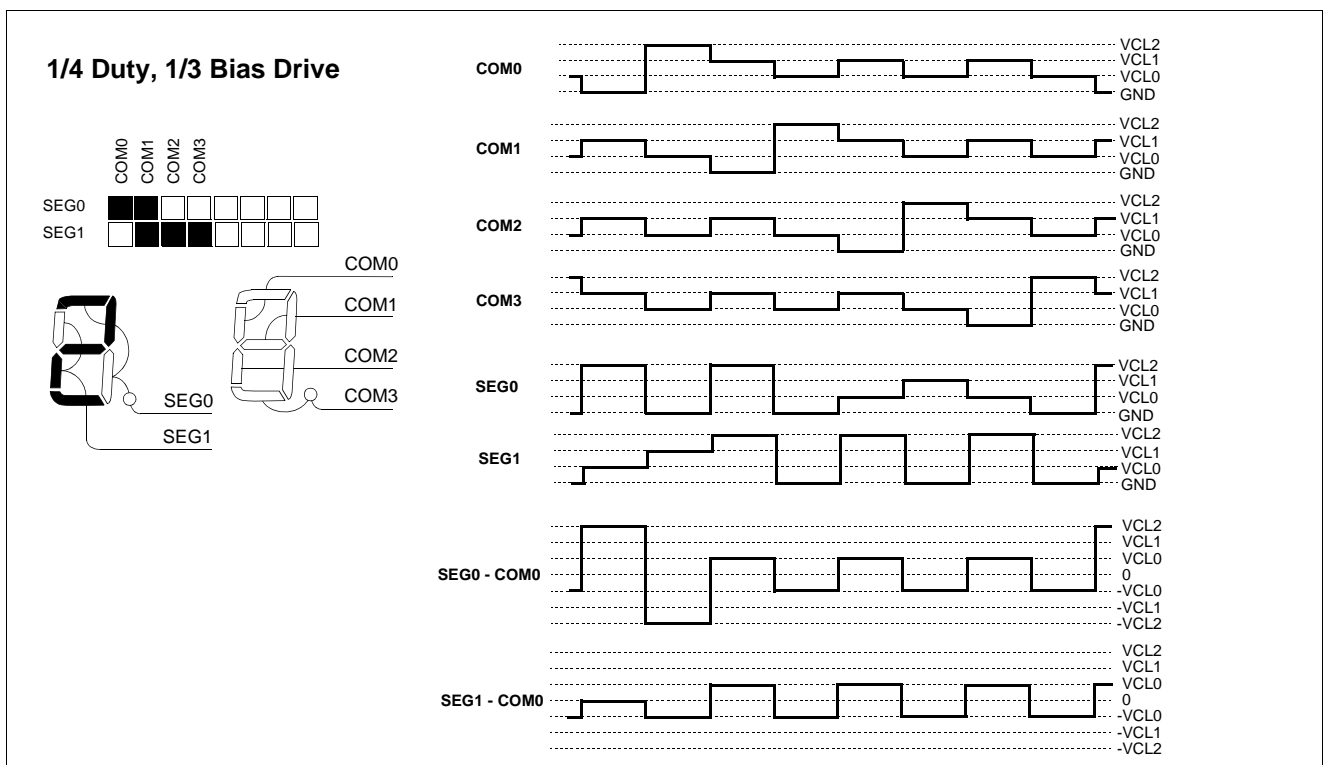 1/4 Duty, 1/3 Bias Drive
COM0
COM1
COM2
COM3
SEG0
SEG1
COM0
COM1
COM2
COM3
SEG0
SEG1
COM0
VCL2
VCL1
VCL0
GND
COM1
VCL2
VCL1
VCL0
GND
COM2
VCL2
VCL1
VCL0
GND
COM3
VCL2
VCL1
VCL0
GND
SEG0
VCL2
VCL1
VCL0
GND
SEG1
VCL2
VCL1
VCL0
GND
SEG0 - COM0
VCL2
VCL1
VCL0
0
-VCL0
-VCL1
-VCL2
SEG1 - COM0
VCL2
VCL1
VCL0
0
-VCL0
-VCL1
-VCL2